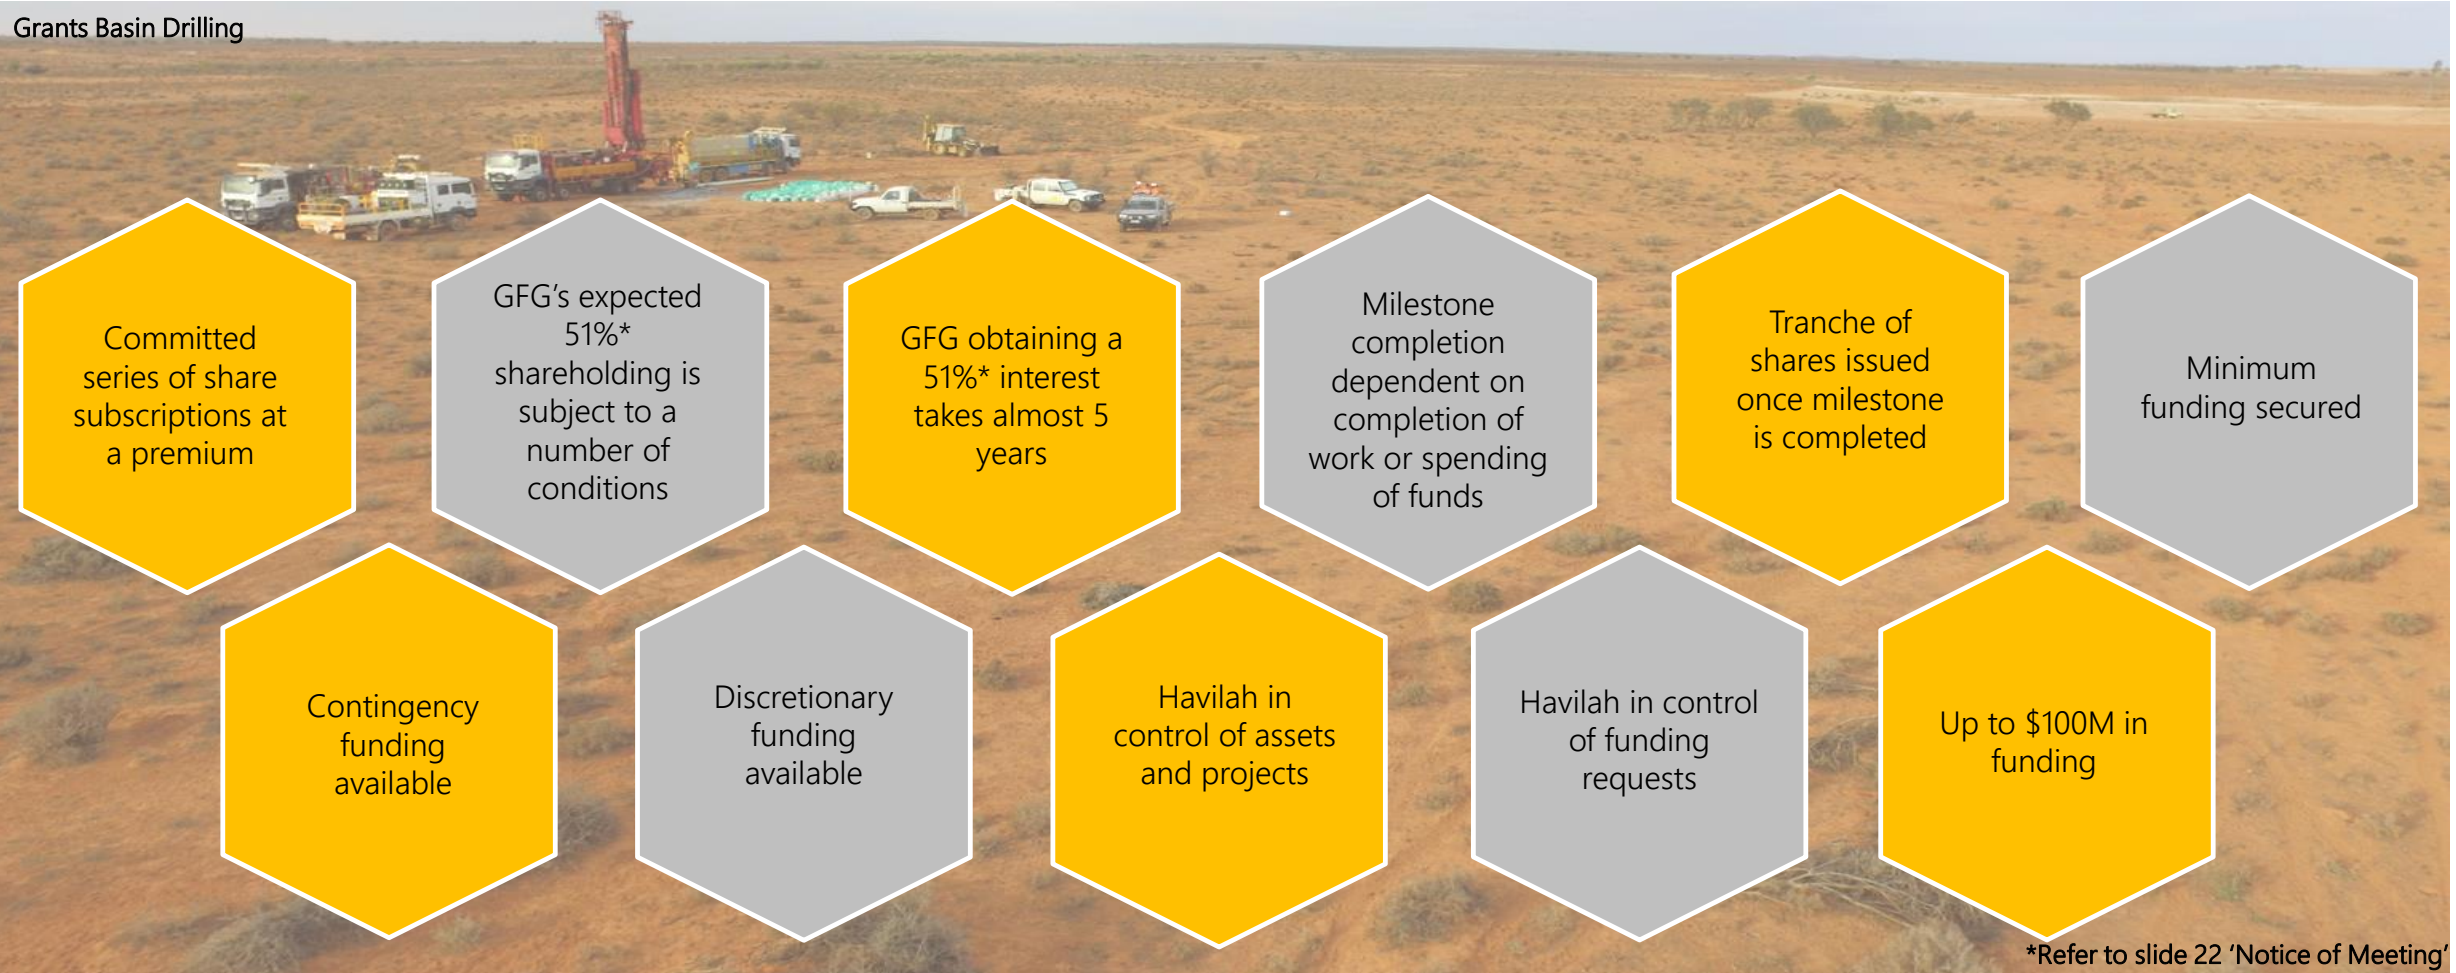 Grants Basin Drilling
Committed
series of share
subscriptions at
a premium
GFG’s expected
51%*
shareholding is
subject to a
number of
conditions
GFG obtaining a
51%* interest
takes almost 5
years
Milestone
completion
dependent on
completion of
work or spending
of funds
Tranche of
shares issued
once milestone
is completed
Minimum
funding secured
Contingency
funding
available
Discretionary
funding
available
Havilah in
control of assets
and projects
Havilah in control
of funding
requests
Up to $100M in
funding
*Refer to slide 22 ‘Notice of Meeting’